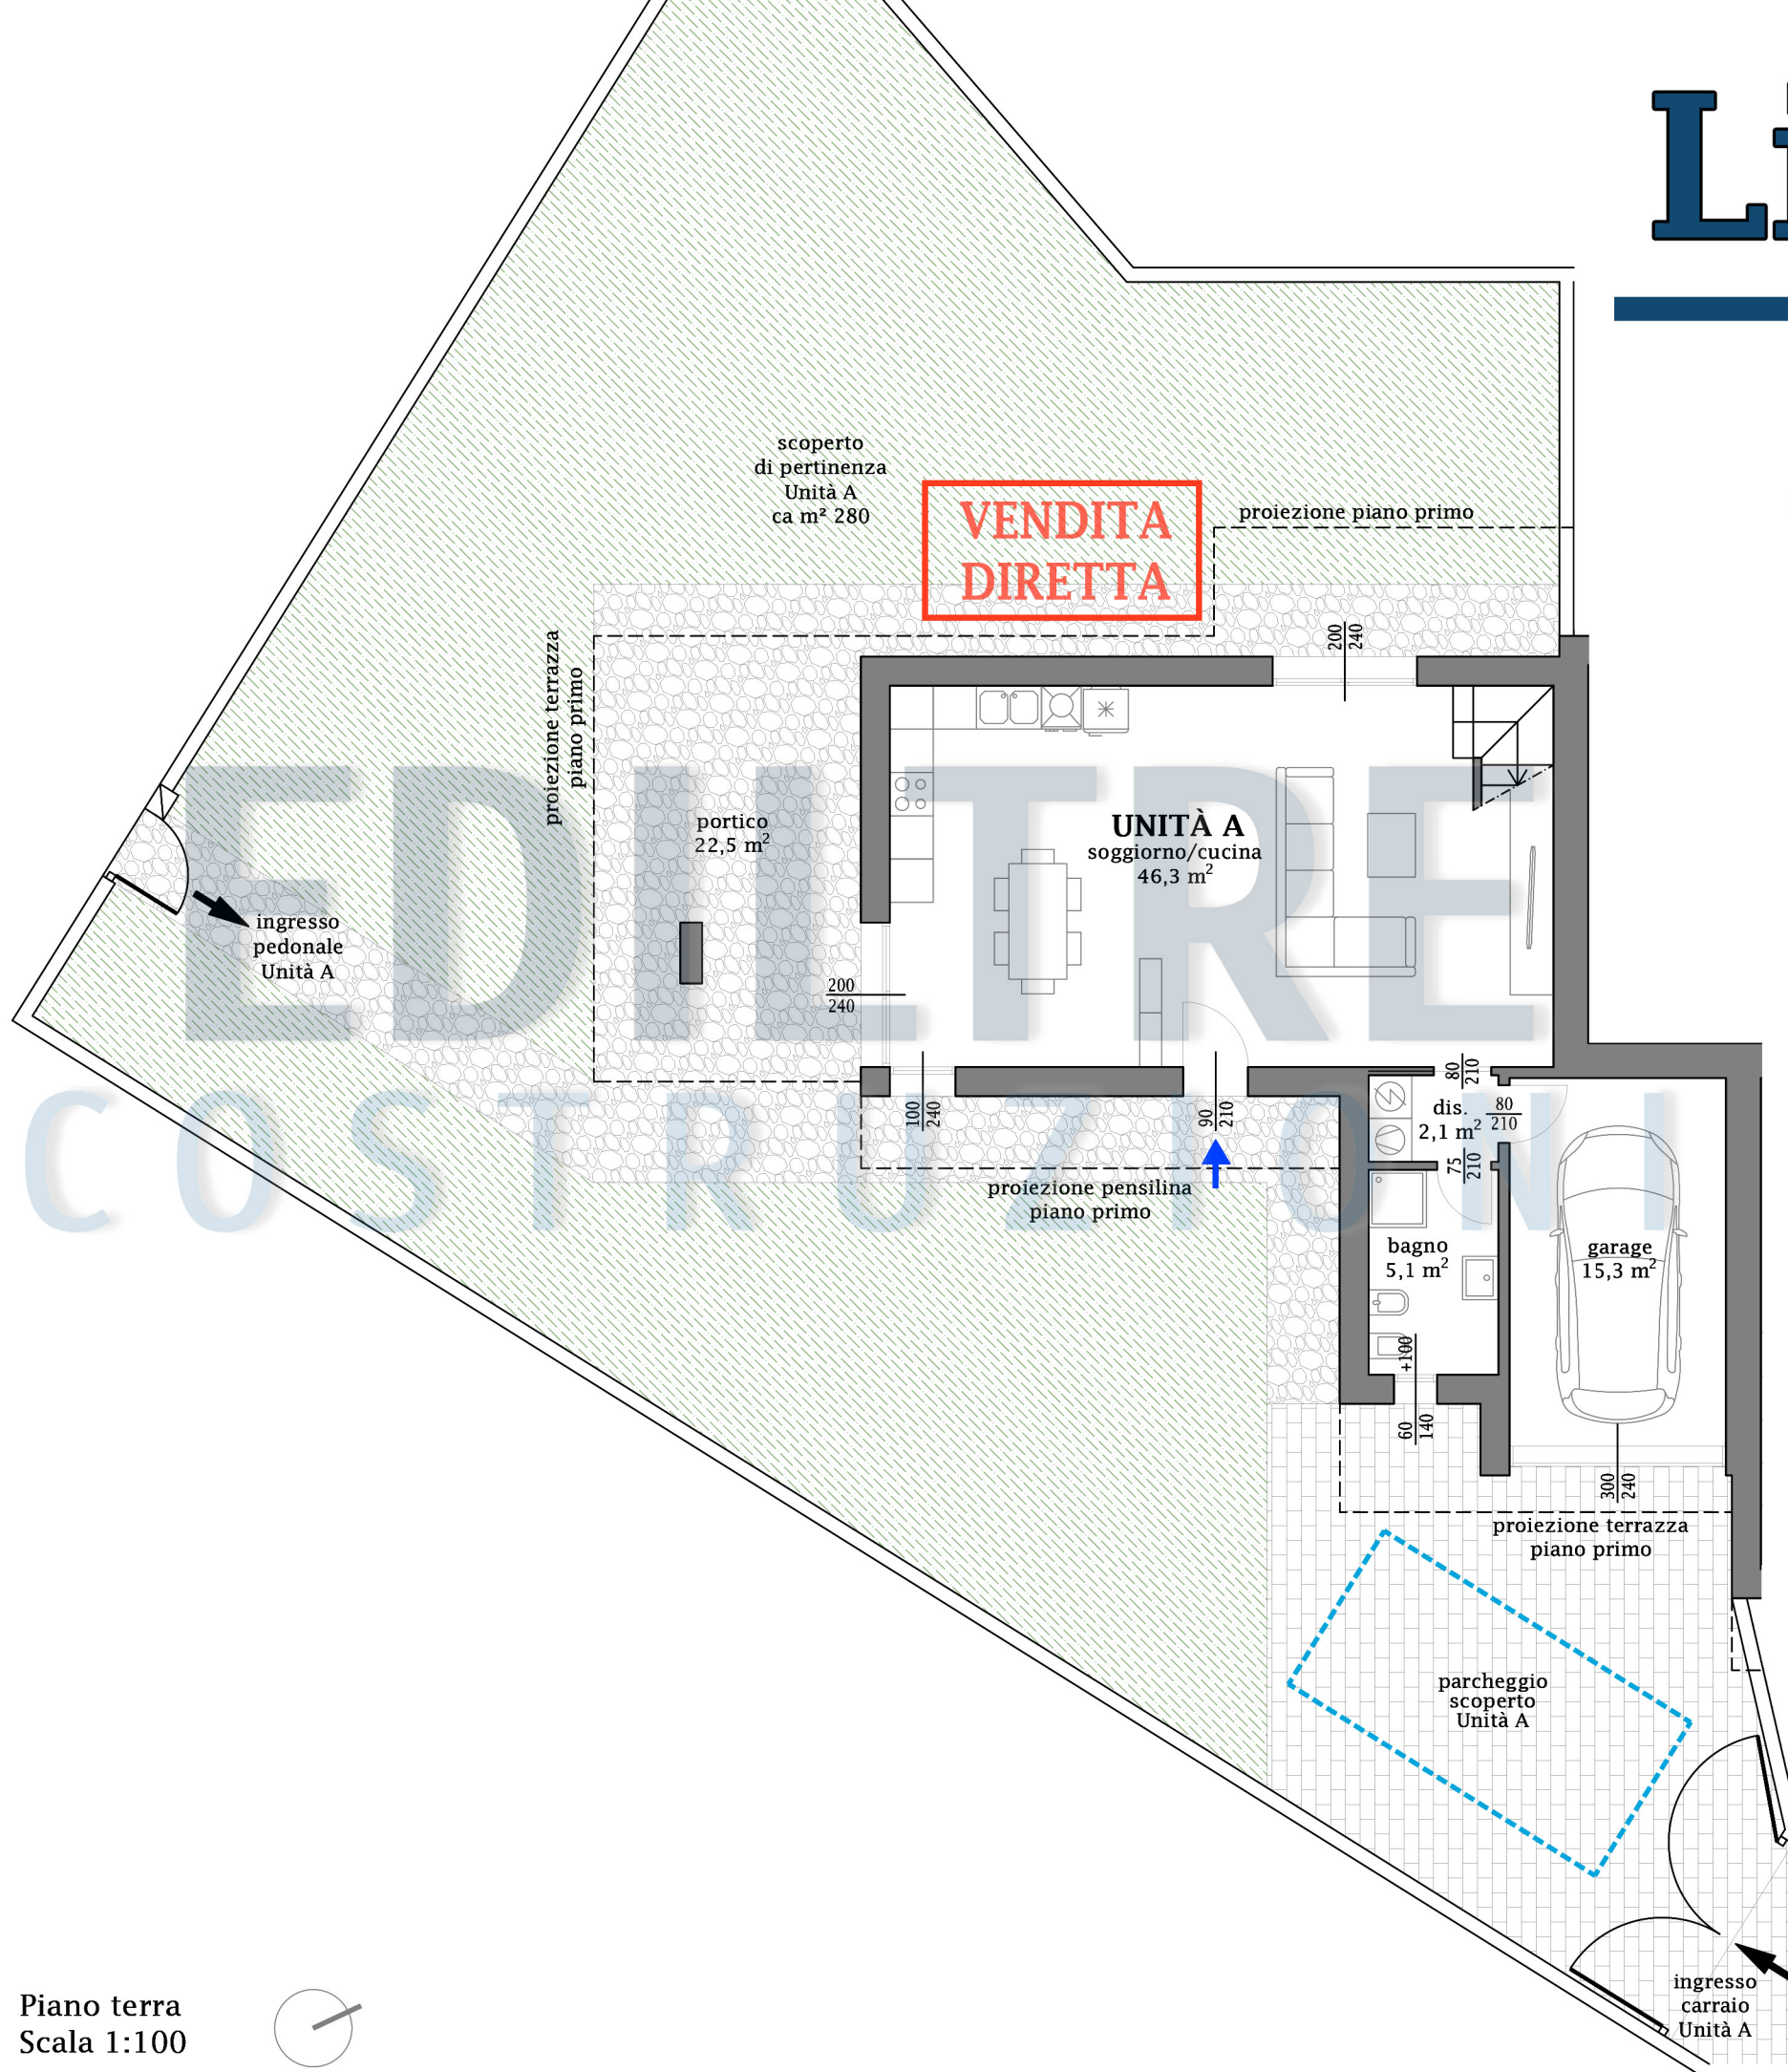 scoperto
di pertinenza
Unità A
ca m² 280
VENDITA
DIRETTA
proiezione piano primo
200
240
proiezione terrazza
piano primo
portico
22,5 m²
UNITÀ A
soggiorno/cucina
46,3 m²
EDILTRE
COSTRUZIONI
ingresso
pedonale
Unità A
200
240
100
240
90
210
80
210
dis.
2,1 m²
80
210
75
210
proiezione pensilina
piano primo
bagno
5,1 m²
garage
15,3 m²
+100
60
140
300
240
proiezione terrazza
piano primo
parcheggio
scoperto
Unità A
ingresso
carraio
Unità A
Piano terra
Scala 1:100